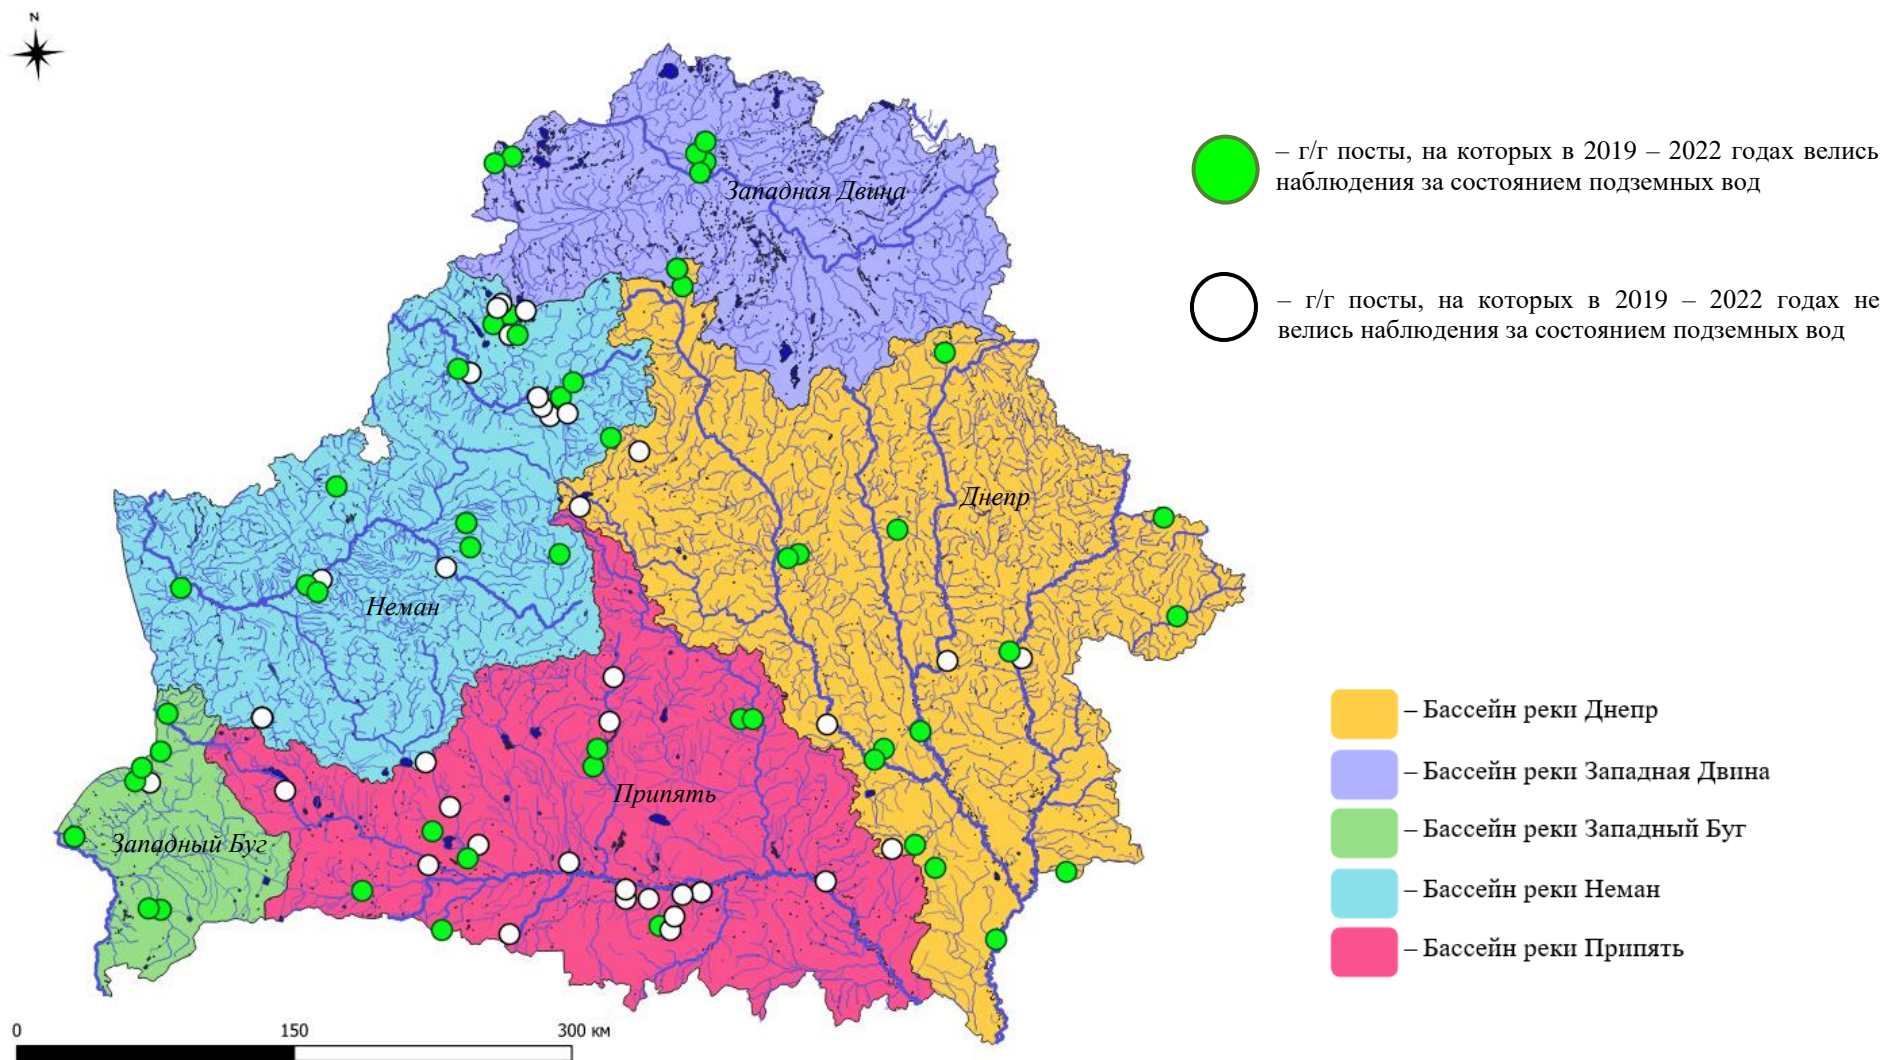 N
– г/г посты, на которых в 2019 – 2022 годах велись
наблюдения за состоянием подземных вод
Западная Двина
– г/г посты, на которых в 2019 – 2022 годах не
велись наблюдения за состоянием подземных вод
Днепр
Неман
– Бассейн реки Днепр
– Бассейн реки Западная Двина
Припять
– Бассейн реки Западный Буг
Западный Буг
– Бассейн реки Неман
– Бассейн реки Припять
0 150 300 км